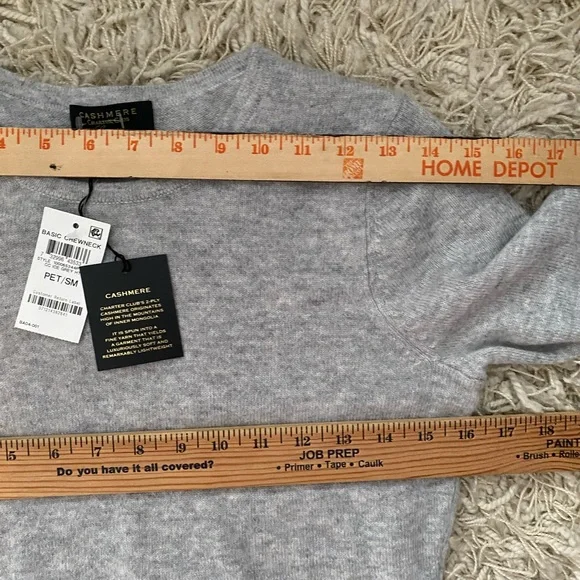 CASHMERE
4 5 6 7 8 9 10 11 12 13 14 15 16 17
HOME DEPOT
BASIC CREWNECK
PET/SM
CASHMERE
CHARTER CLUB'S 2-PLY
CASHMERE ORIGINATES
HIGH IN THE MOUNTAINS
OF INNER MONGOLIA
IT IS SPUN INTO A
FINE YARN THAT YIELDS
A GARMENT THAT IS
LUXURIOUSLY SOFT AND
REMARKABLY LIGHTWEIGHT.
5 6 7 8 9 10 11 12 13 14 15 16 17 18
Do you have it all covered?
JOB PREP
• Primer • Tape • Caulk
PAINT
• Brush • Rolle